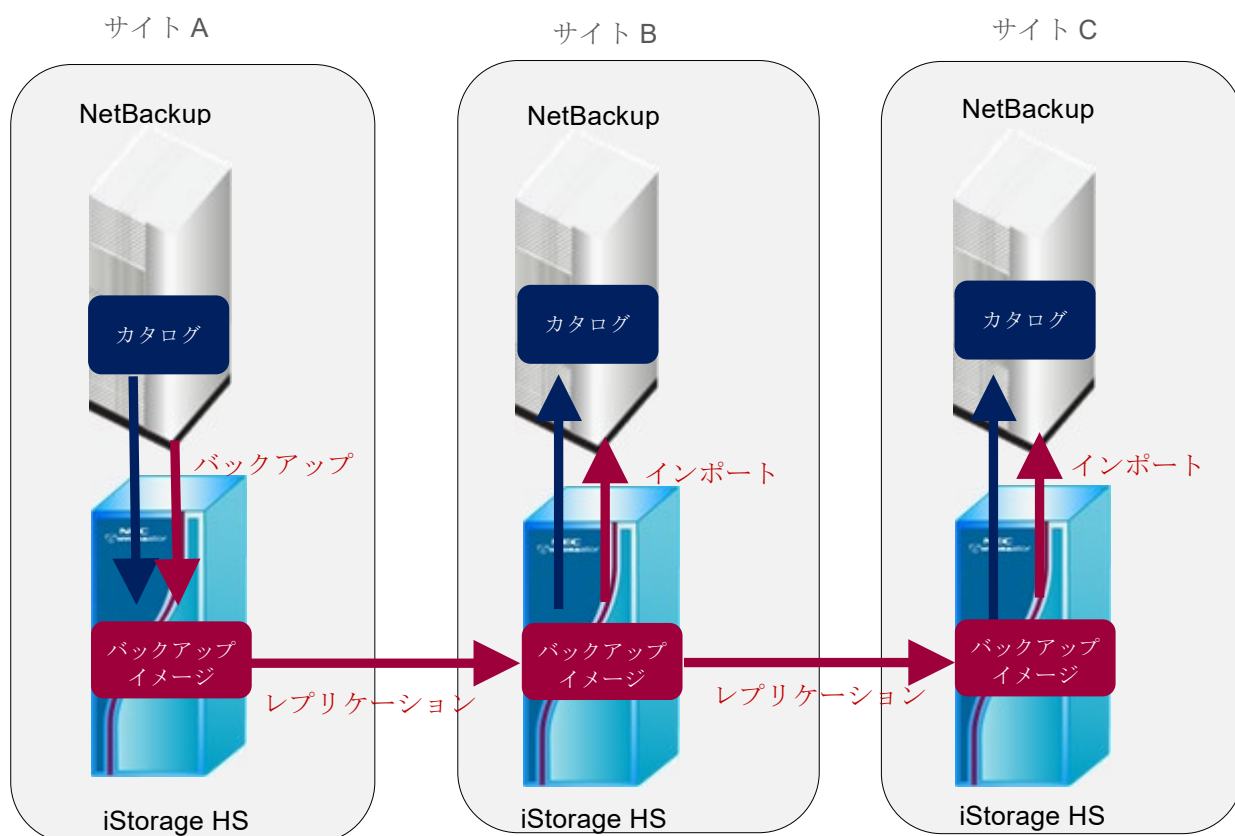 サイト A
サイト B
サイト C
NetBackup
NetBackup
NetBackup
カタログ
カタログ
カタログ
バックアップ
インポート
インポート
バックアップ
イメージ
バックアップ
イメージ
バックアップ
イメージ
レプリケーション
レプリケーション
iStorage HS
iStorage HS
iStorage HS